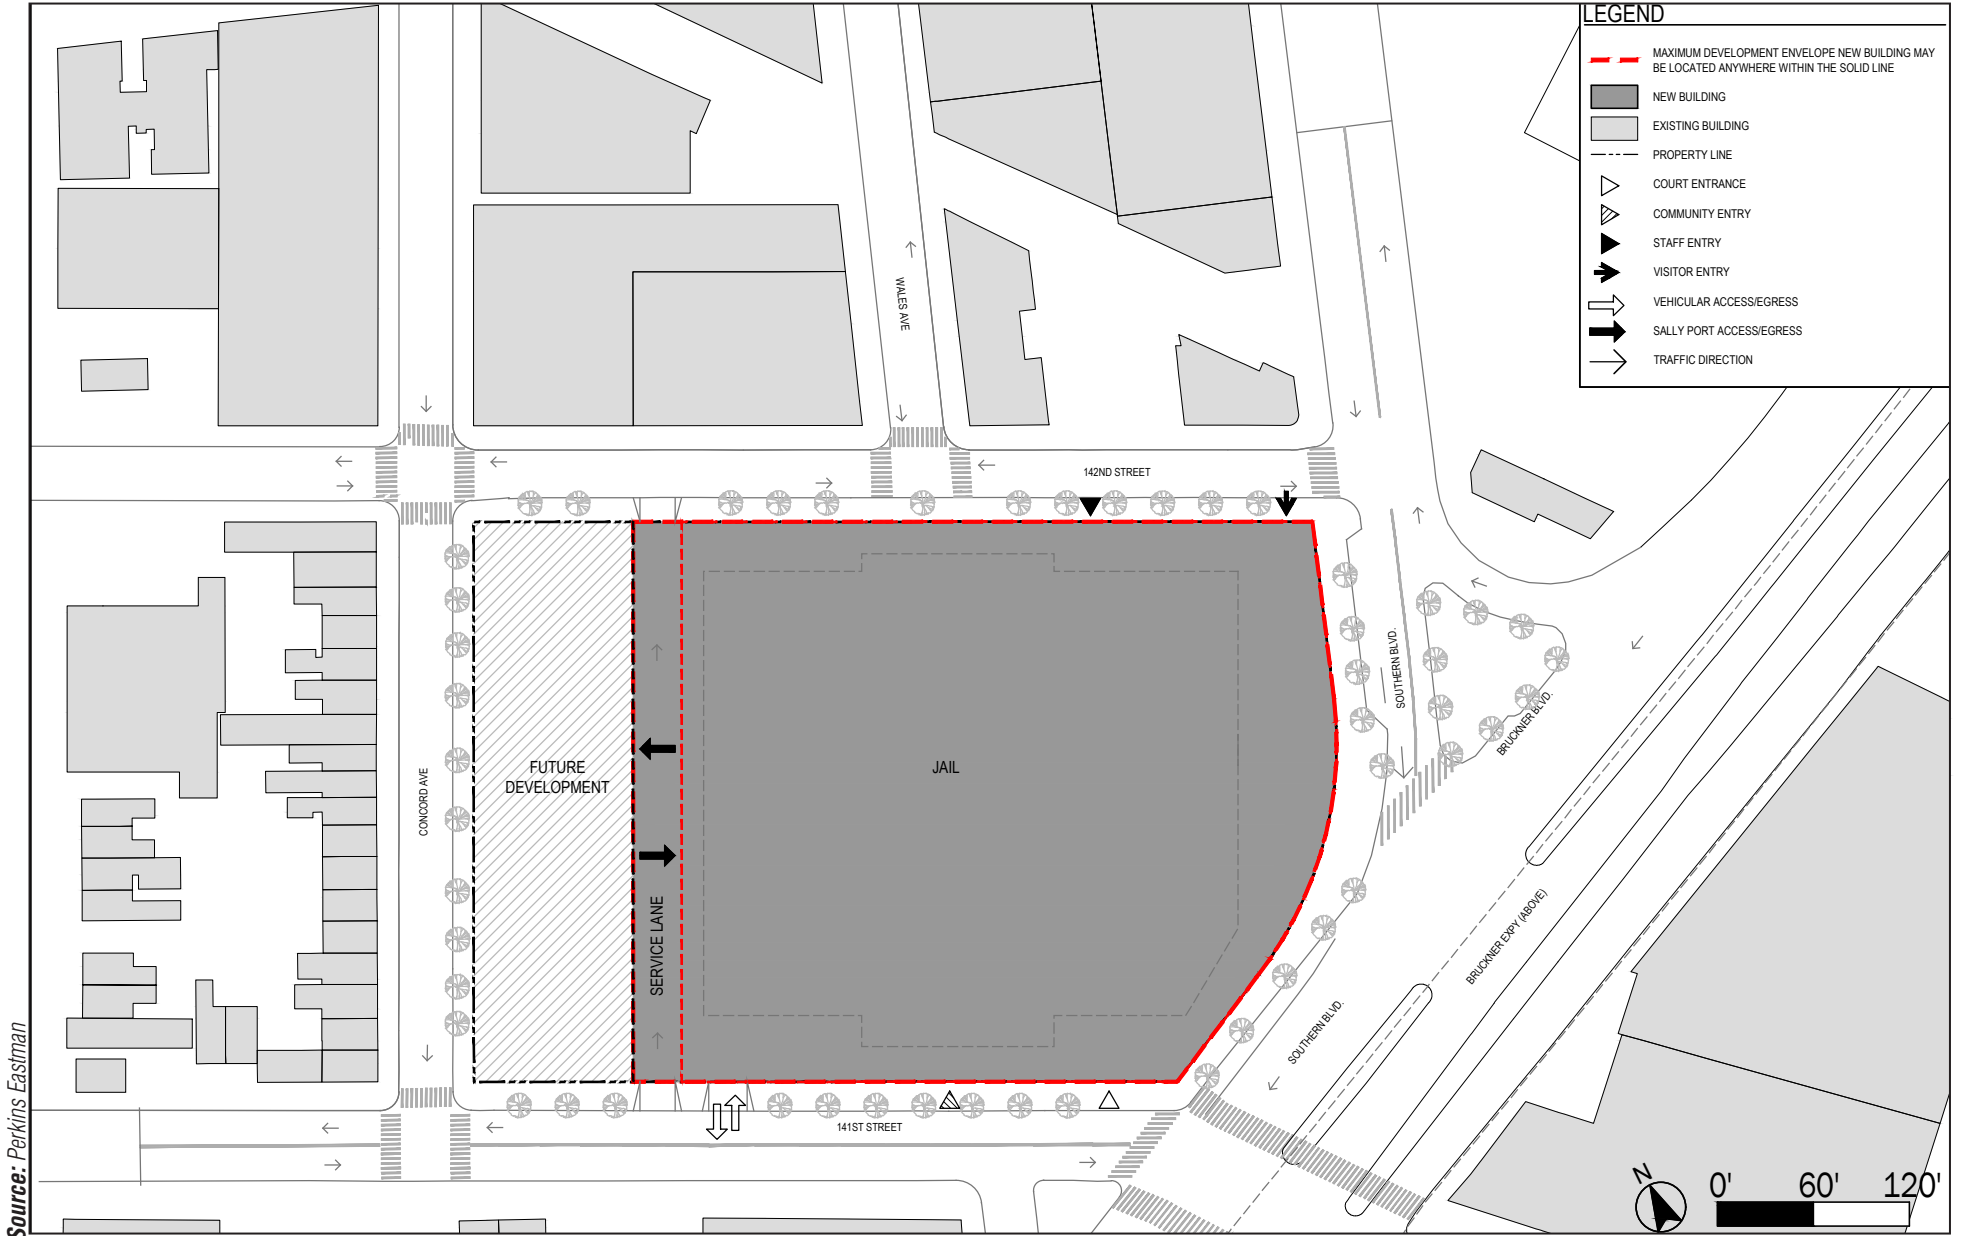 LEGEND
MAXIMUM DEVELOPMENT ENVELOPE NEW BUILDING MAY
BE LOCATED ANYWHERE WITHIN THE SOLID LINE
NEW BUILDING
EXISTING BUILDING
PROPERTY LINE
COURT ENTRANCE
COMMUNITY ENTRY
STAFF ENTRY
VISITOR ENTRY
VEHICULAR ACCESS/EGRESS
SALLY PORT ACCESS/EGRESS
TRAFFIC DIRECTION
WALES AVE
142ND STREET
SOUTHERN BLVD.
BRUCKNER BLVD.
FUTURE
DEVELOPMENT
JAIL
CONCORD AVE
SERVICE LANE
BRUCKNER EXPY (ABOVE)
SOUTHERN BLVD.
141ST STREET
N
0' 60' 120'
Source: Perkins Eastman